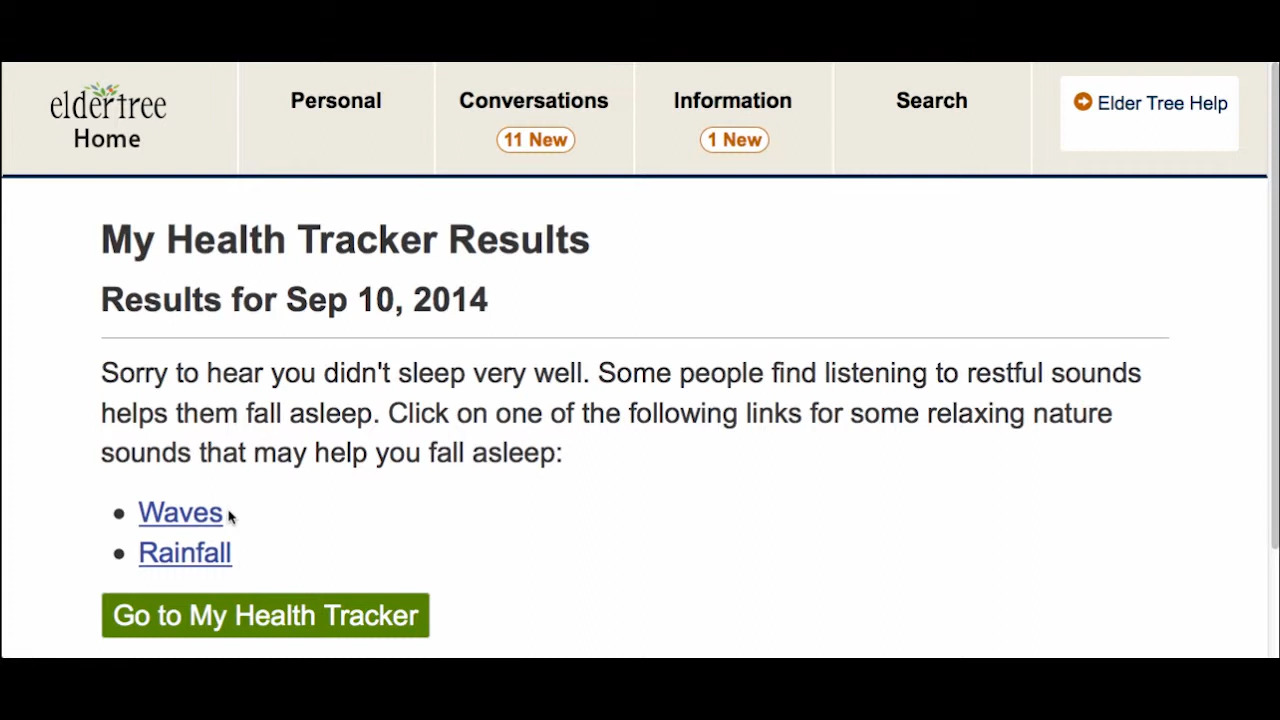 eldertree
Home
Personal
Conversations
11 New
Information
1 New
Search
Elder Tree Help
My Health Tracker Results
Results for Sep 10, 2014
Sorry to hear you didn't sleep very well. Some people find listening to restful sounds
helps them fall asleep. Click on one of the following links for some relaxing nature
sounds that may help you fall asleep:
• Waves
• Rainfall
Go to My Health Tracker